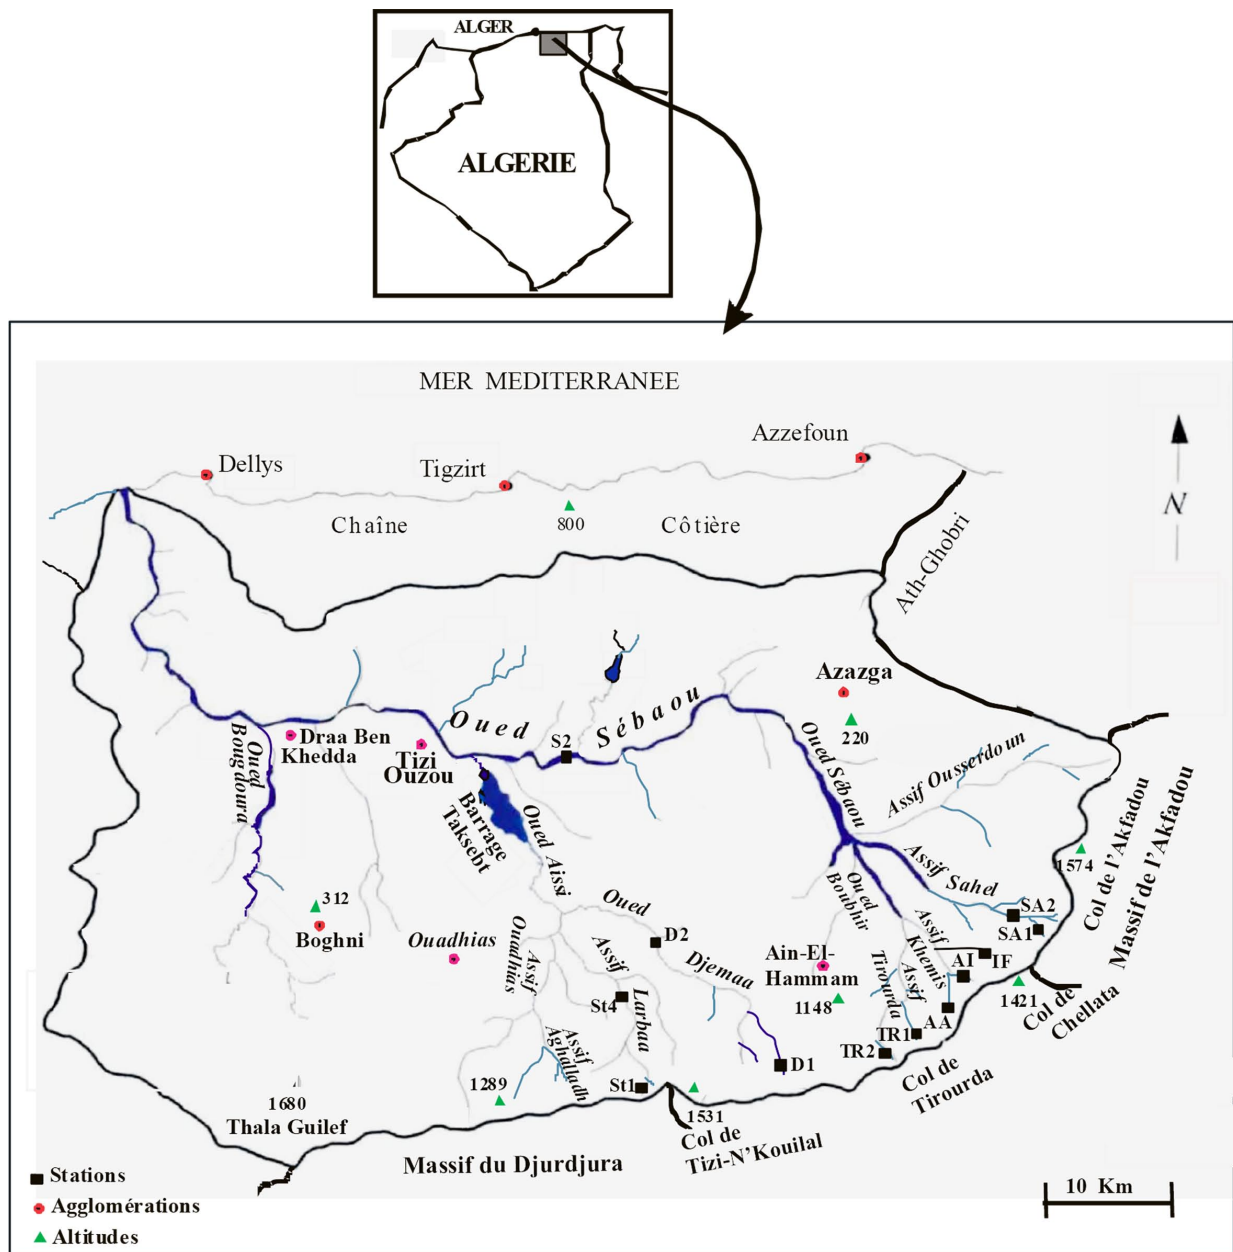 ALGER
ALGERIE
MER MEDITERRANEE
Azzefoun
Dellys
Tigzirt
800
Chaîne
Côtière
Ath-Ghobri
N
Azazga
220
Oued
Sébaou
S2
Draa Ben
Khedda
Tizi
Ouzou
Oued
Bougdoura
Barrage
Taksebt
Oued Aissi
Oued Sébaou
Assif Ousserdoun
Assif Sahel
1574
Col de l'Akfadou
Massif de l'Akfadou
312
Boghni
Ouadhias
Assif
Ouadhias
Oued
Djemaa
D2
Oued
Boubhir
SA2
SA1
Assif
Khemis
AI
IF
Ain-El-
Hammam
1148
Assif
Tirourda
AA
1421
Col de
Chellata
Assif
Larbaa
St4
TR1
TR2
Col de
Tirourda
D1
Assif
Aghalladh
1289
St1
1531
Col de
Tizi-N'Kouilal
1680
Thala Guilef
Massif du Djurdjura
Stations
Agglomérations
Altitudes
10 Km